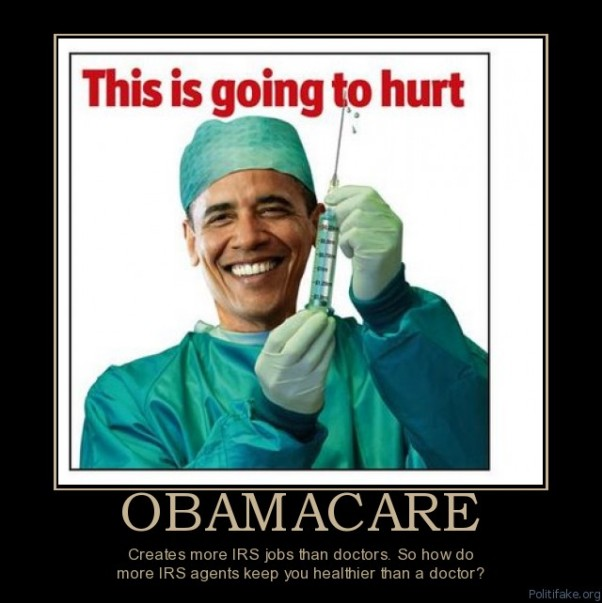 This is going to hurt
OBAMACARE
Creates more IRS jobs than doctors. So how do
more IRS agents keep you healthier than a doctor?
Politifake.org